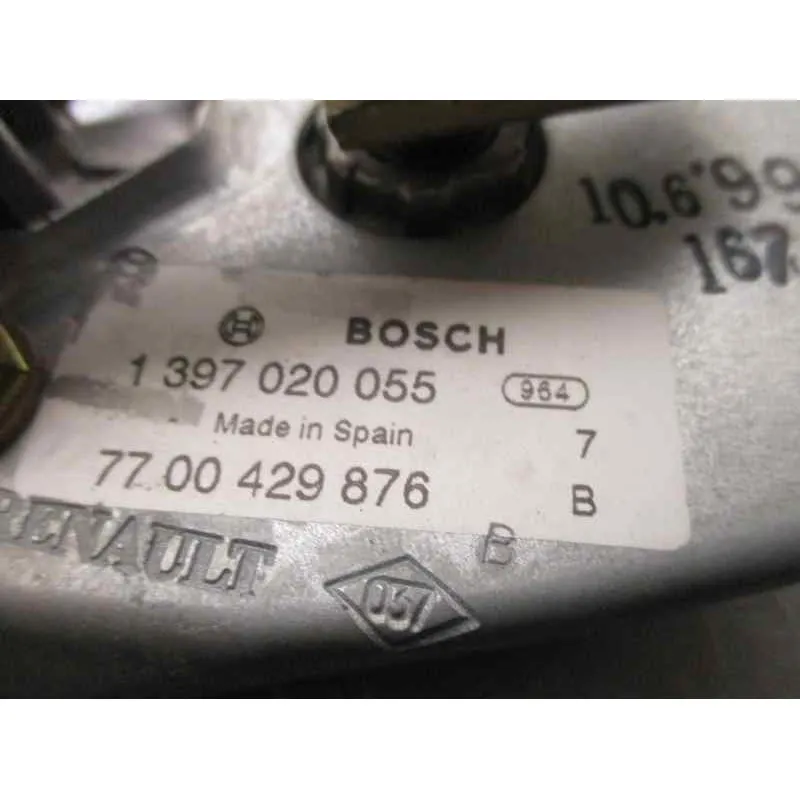 10.6'99
167
BOSCH
1 397 020 055 964
Made in Spain 7
77 00 429 876 B
B
RENAULT
037